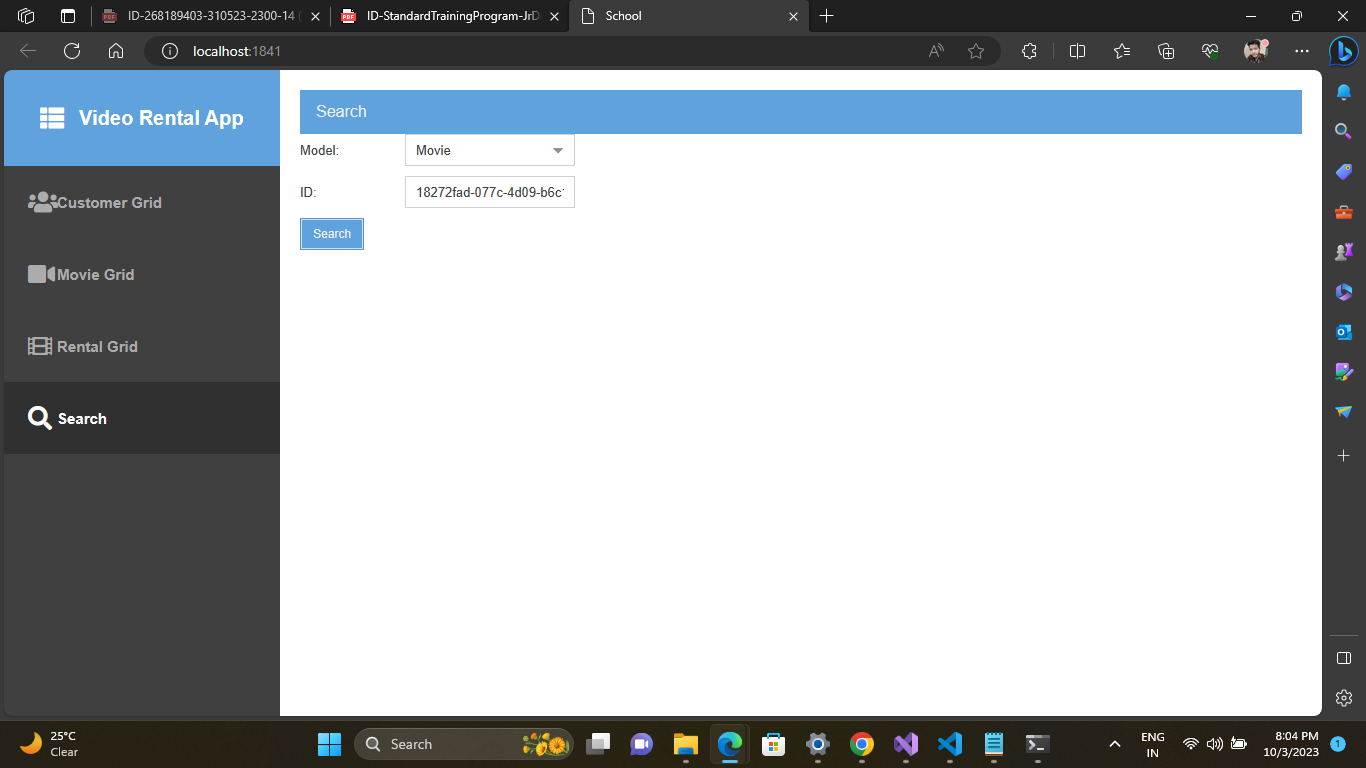 ID-268189403-310523-2300-14 (
ID-StandardTrainingProgram-JrD
School
localhost:1841
Video Rental App
Customer Grid
Movie Grid
Rental Grid
Search
Search
Model:
Movie
ID:
18272fad-077c-4d09-b6c1
Search
25°C
Clear
Search
ENG
IN
8:04 PM
10/3/2023
1